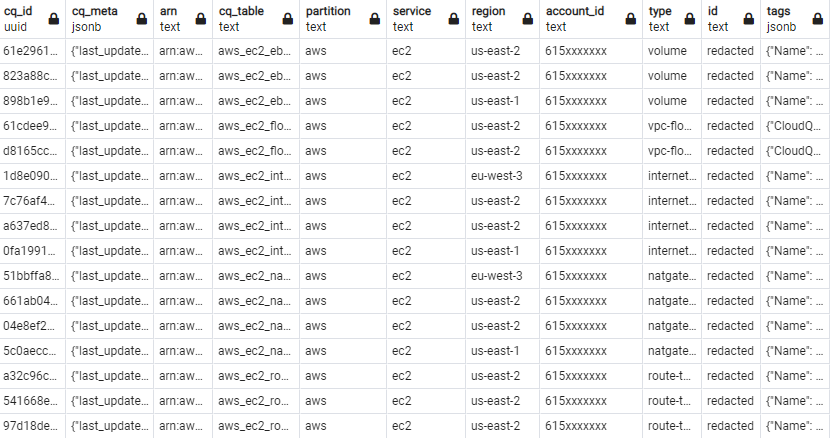 cq_id cq_meta arn cq_table partition service region account_id type id tags
uuid jsonb text text text text text text text text jsonb
61e2961... {"last_update... arn:aw... aws_ec2_eb... aws ec2 us-east-2 615xxxxxxx volume redacted {"Name": ...
823a88c... {"last_update... arn:aw... aws_ec2_eb... aws ec2 us-east-2 615xxxxxxx volume redacted {"Name": ...
898b1e9... {"last_update... arn:aw... aws_ec2_eb... aws ec2 us-east-1 615xxxxxxx volume redacted {"Name": ...
61cdee9... {"last_update... arn:aw... aws_ec2_flo... aws ec2 us-east-2 615xxxxxxx vpc-flo... redacted {"CloudQ...
d8165cc... {"last_update... arn:aw... aws_ec2_flo... aws ec2 us-east-2 615xxxxxxx vpc-flo... redacted {"CloudQ...
1d8e090... {"last_update... arn:aw... aws_ec2_int... aws ec2 eu-west-3 615xxxxxxx internet... redacted {"Name": ...
7c76af4... {"last_update... arn:aw... aws_ec2_int... aws ec2 us-east-2 615xxxxxxx internet... redacted {"Name": ...
a637ed8... {"last_update... arn:aw... aws_ec2_int... aws ec2 us-east-2 615xxxxxxx internet... redacted {"Name": ...
0fa1991... {"last_update... arn:aw... aws_ec2_int... aws ec2 us-east-1 615xxxxxxx internet... redacted {"Name": ...
51bbffa8... {"last_update... arn:aw... aws_ec2_na... aws ec2 eu-west-3 615xxxxxxx natgate... redacted {"Name": ...
661ab04... {"last_update... arn:aw... aws_ec2_na... aws ec2 us-east-2 615xxxxxxx natgate... redacted {"Name": ...
04e8ef2... {"last_update... arn:aw... aws_ec2_na... aws ec2 us-east-2 615xxxxxxx natgate... redacted {"Name": ...
5c0aecc... {"last_update... arn:aw... aws_ec2_na... aws ec2 us-east-1 615xxxxxxx natgate... redacted {"Name": ...
a32c96c... {"last_update... arn:aw... aws_ec2_ro... aws ec2 us-east-2 615xxxxxxx route-t... redacted {"Name": ...
541668e... {"last_update... arn:aw... aws_ec2_ro... aws ec2 us-east-2 615xxxxxxx route-t... redacted {"Name": ...
97d18de... {"last_update... arn:aw... aws_ec2_ro... aws ec2 us-east-2 615xxxxxxx route-t... redacted {"Name": ...